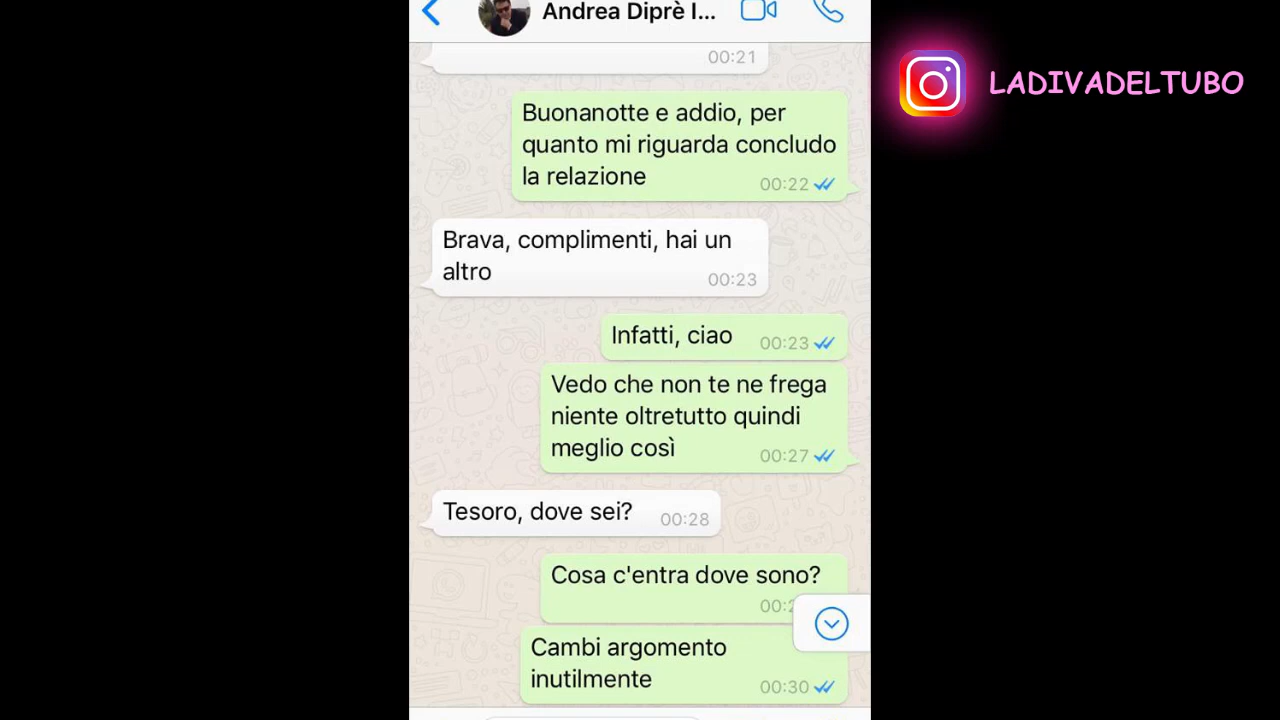 Andrea Diprè I...
LADIVADELTUBO
00:21
Buonanotte e addio, per
quanto mi riguarda concludo
la relazione
00:22
Brava, complimenti, hai un
altro
00:23
Infatti, ciao
00:23
Vedo che non te ne frega
niente oltretutto quindi
meglio così
00:27
Tesoro, dove sei?
00:28
Cosa c'entra dove sono?
Cambi argomento
inutilmente
00:30